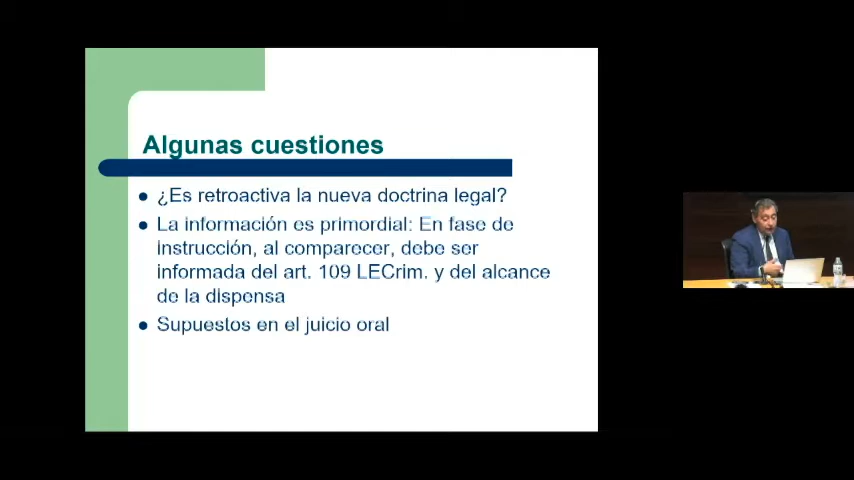 Algunas cuestiones
¿Es retroactiva la nueva doctrina legal?
La información es primordial: En fase de
instrucción, al comparecer, debe ser
informada del art. 109 LECrim. y del alcance
de la dispensa
Supuestos en el juicio oral